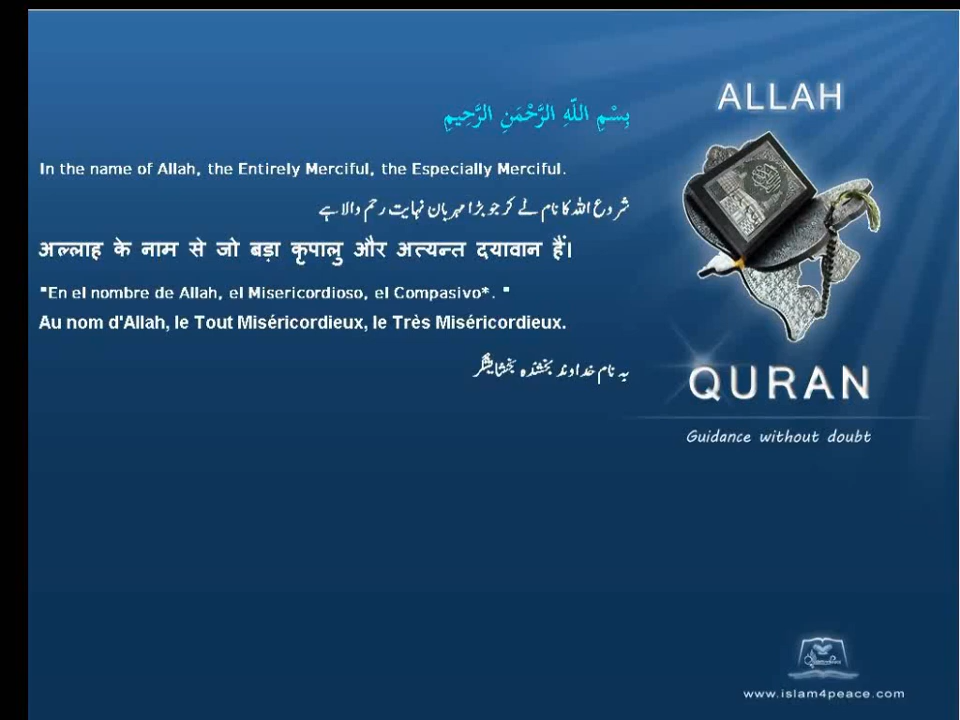 بِسْمِ اللَّهِ الرَّحْمَنِ الرَّحِيمِ
In the name of Allah, the Entirely Merciful, the Especially Merciful.
شروع الله کا نام لے کر جو بڑا مہربان نہایت رحم والا ہے
अल्लाह के नाम से जो बड़ा कृपालु और अत्यन्त दयावान हैं।
"En el nombre de Allah, el Misericordioso, el Compasivo*. "
Au nom d'Allah, le Tout Miséricordieux, le Très Miséricordieux.
به نام خداوند بخشنده بخشایشگر
ALLAH
QURAN
Guidance without doubt
www.islam4peace.com